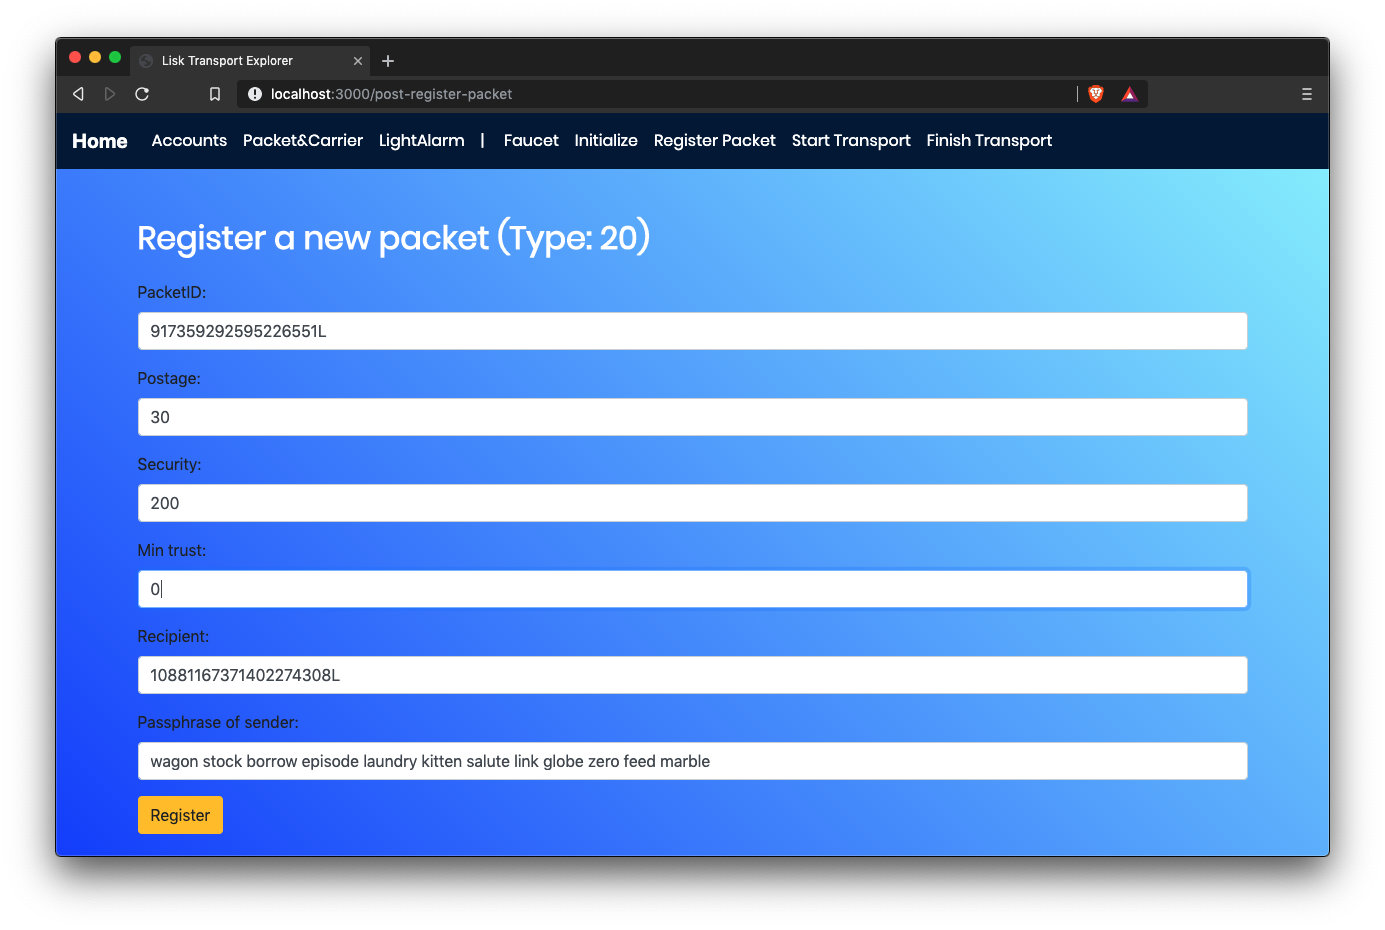 Lisk Transport Explorer
localhost:3000/post-register-packet
Home Accounts Packet&Carrier LightAlarm | Faucet Initialize Register Packet Start Transport Finish Transport
Register a new packet (Type: 20)
PacketID:
917359292595226551L
Postage:
30
Security:
200
Min trust:
0
Recipient:
10881167371402274308L
Passphrase of sender:
wagon stock borrow episode laundry kitten salute link globe zero feed marble
Register